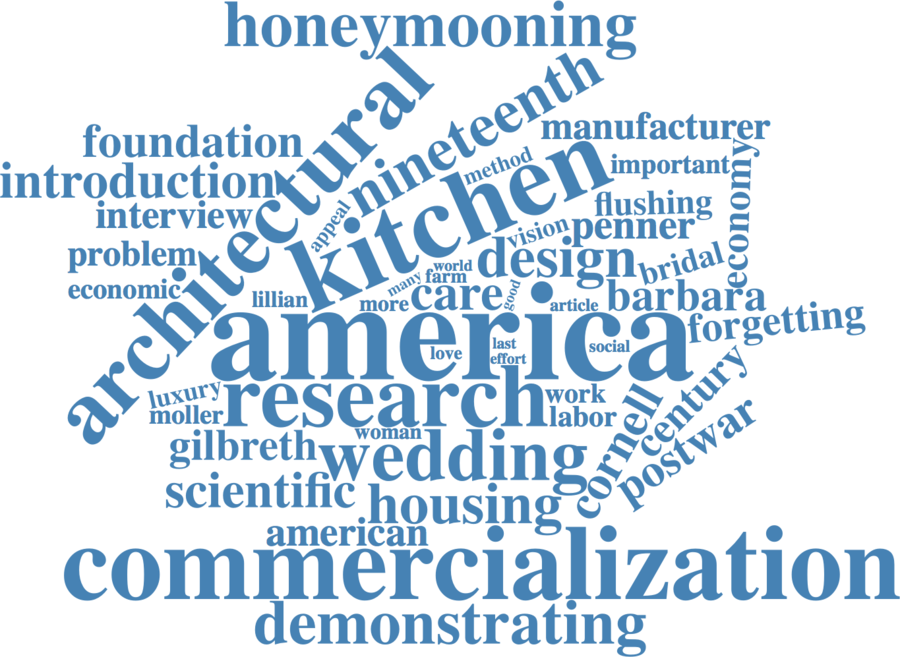 honeymooning
architectural
nineteenth
foundation
manufacturer
introduction
method
kitchen
important
economy
interview
appeal
flushing
vision
penner
problem
world
design
bridal
economic
many
farm
good
lillian
more
care
article
barbara
america
forgetting
love
last
social
effort
luxury
research
work
century
moller
labor
cornell
gilbreth
woman
wedding
postwar
scientific
housing
american
commercialization
demonstrating